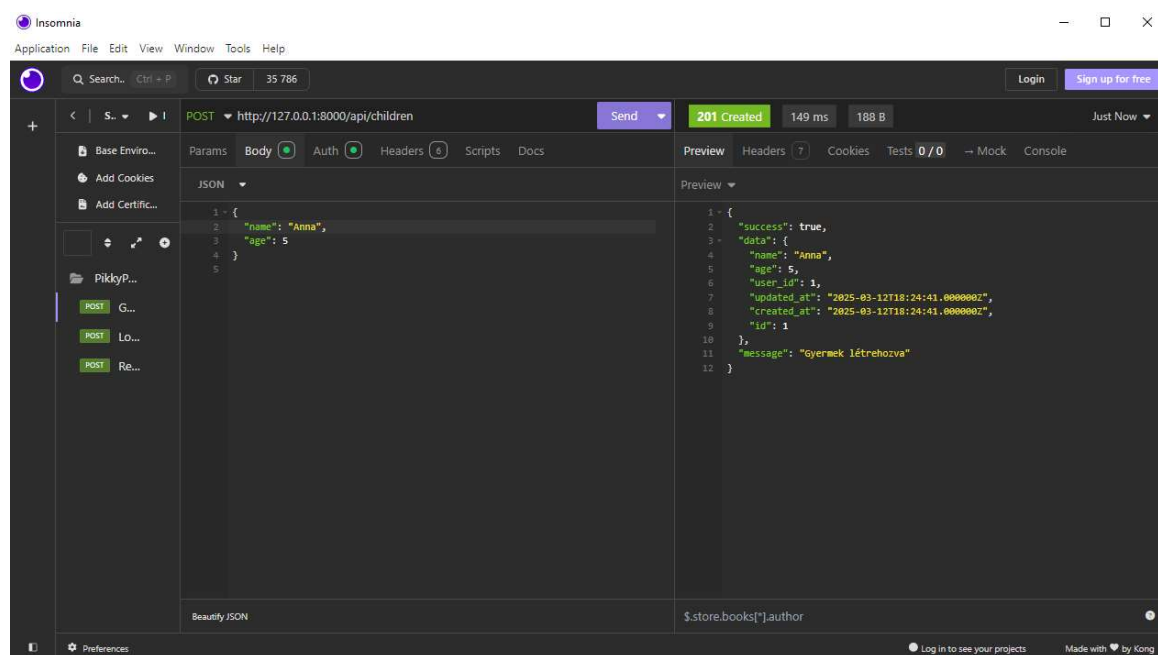 Insomnia
Application File Edit View Window Tools Help
Search.. Ctrl + P Star 35 786 Login Sign up for free
S.. POST http://127.0.0.1:8000/api/children Send 201 Created 149 ms 188 B Just Now
Base Enviro... Params Body Auth Headers 6 Scripts Docs Preview Headers 7 Cookies Tests 0 / 0 → Mock Console
Add Cookies JSON Preview
Add Certific...
1 {
2 "name": "Anna",
3 "age": 5
4 }
5
1 {
2 "success": true,
3 "data": {
4 "name": "Anna",
5 "age": 5,
6 "user_id": 1,
7 "updated_at": "2025-03-12T18:24:41.000000Z",
8 "created_at": "2025-03-12T18:24:41.000000Z",
9 "id": 1
10 },
11 "message": "Gyermek létrehozva"
12 }
PikkyP...
POST G...
POST Lo...
POST Re...
Beautify JSON $.store.books[*].author
Preferences Log in to see your projects Made with ♥ by Kong